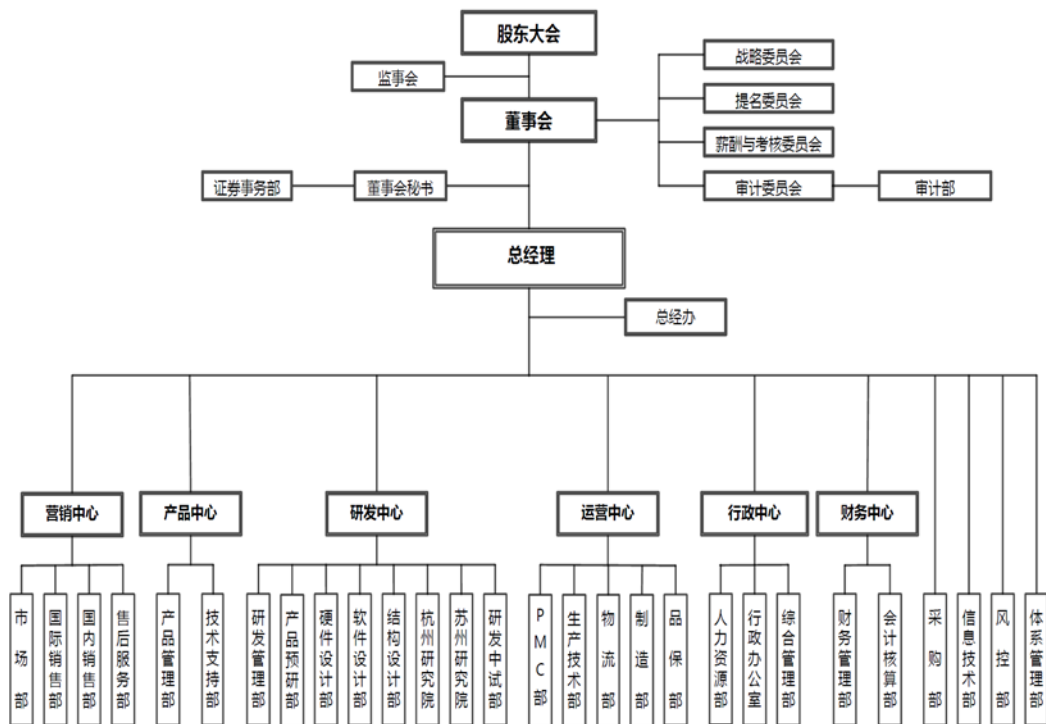 股东大会
监事会
战略委员会
提名委员会
董事会
薪酬与考核委员会
证券事务部
董事会秘书
审计委员会
审计部
总经理
总经办
营销中心
产品中心
研发中心
运营中心
行政中心
财务中心
市场部
国际销售部
国内销售部
售后服务部
产品管理部
技术支持部
研发管理部
产品预研部
硬件设计部
软件设计部
结构设计部
杭州研究院
苏州研究院
研发中试部
PMC部
生产技术部
物流部
制造部
品保部
人力资源部
行政办公室
综合管理部
财务管理部
会计核算部
采购部
信息技术部
风控部
体系管理部